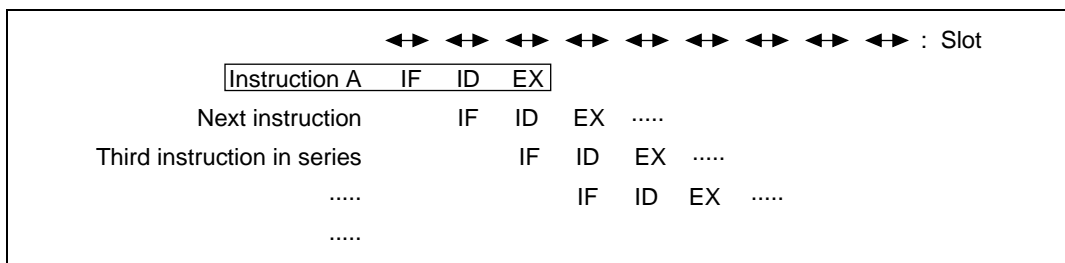 : Slot
Instruction A IF ID EX
Next instruction IF ID EX .....
Third instruction in series IF ID EX .....
..... IF ID EX .....
.....